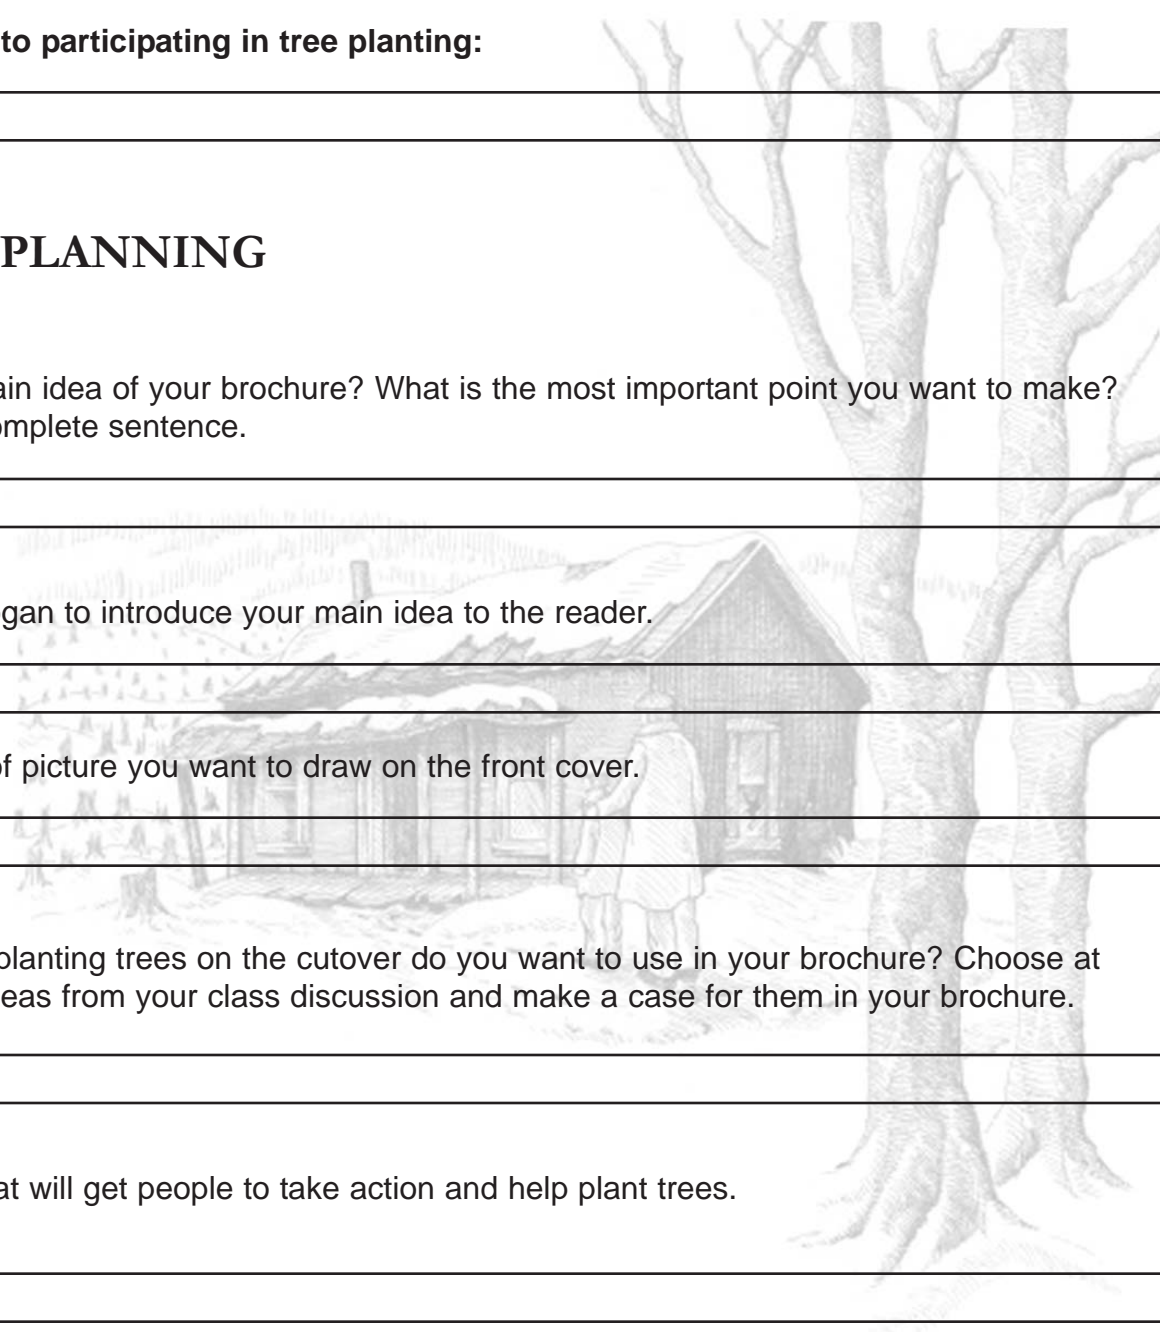 to participating in tree planting:
PLANNING
ain idea of your brochure? What is the most important point you want to make?
omplete sentence.
gan to introduce your main idea to the reader.
of picture you want to draw on the front cover.
planting trees on the cutover do you want to use in your brochure? Choose at
eas from your class discussion and make a case for them in your brochure.
at will get people to take action and help plant trees.